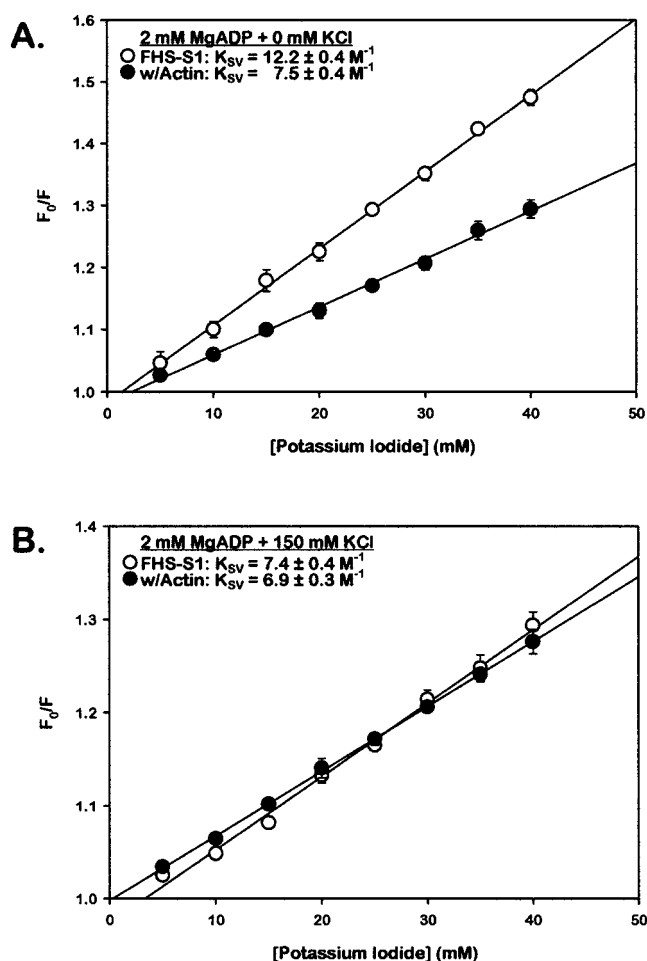 A.
2 mM MgADP + 0 mM KCl
FHS-S1: K_SV = 12.2 ± 0.4 M⁻¹
w/Actin: K_SV = 7.5 ± 0.4 M⁻¹
1.6
1.5
1.4
1.3
1.2
1.1
1.0
F₀/F
0 10 20 30 40 50
[Potassium Iodide] (mM)
B.
2 mM MgADP + 150 mM KCl
FHS-S1: K_SV = 7.4 ± 0.4 M⁻¹
w/Actin: K_SV = 6.9 ± 0.3 M⁻¹
1.4
1.3
1.2
1.1
1.0
F₀/F
0 10 20 30 40 50
[Potassium Iodide] (mM)